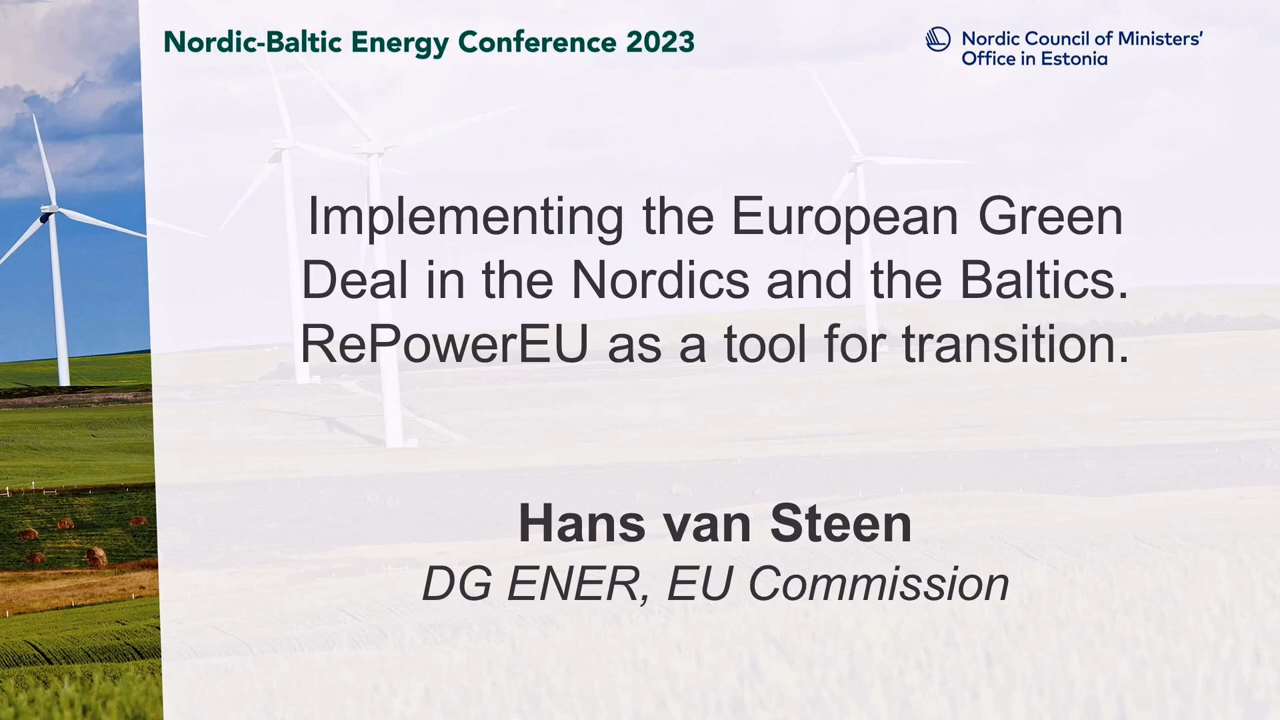 Nordic-Baltic Energy Conference 2023
Nordic Council of Ministers’
Office in Estonia
Implementing the European Green
Deal in the Nordics and the Baltics.
RePowerEU as a tool for transition.
Hans van Steen
DG ENER, EU Commission